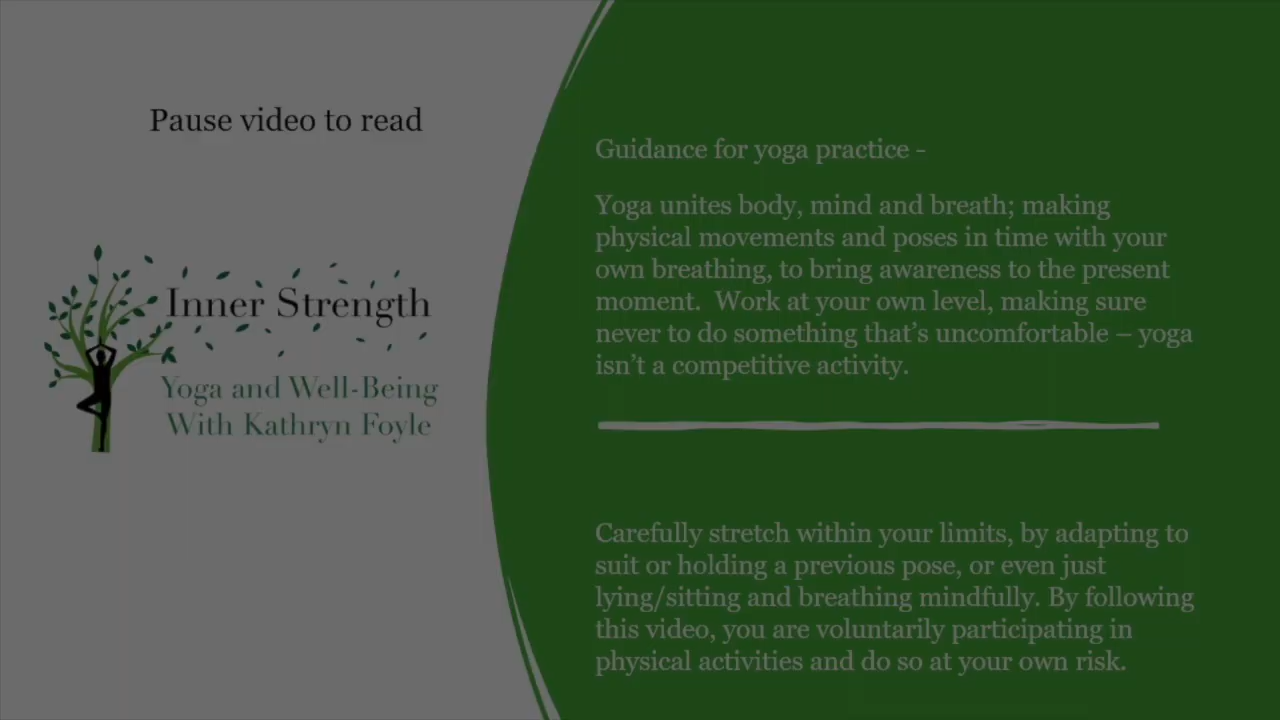 Pause video to read
Inner Strength
Yoga and Well-Being
With Kathryn Foyle
Guidance for yoga practice -
Yoga unites body, mind and breath; making
physical movements and poses in time with your
own breathing, to bring awareness to the present
moment.  Work at your own level, making sure
never to do something that’s uncomfortable – yoga
isn’t a competitive activity.
Carefully stretch within your limits, by adapting to
suit or holding a previous pose, or even just
lying/sitting and breathing mindfully. By following
this video, you are voluntarily participating in
physical activities and do so at your own risk.